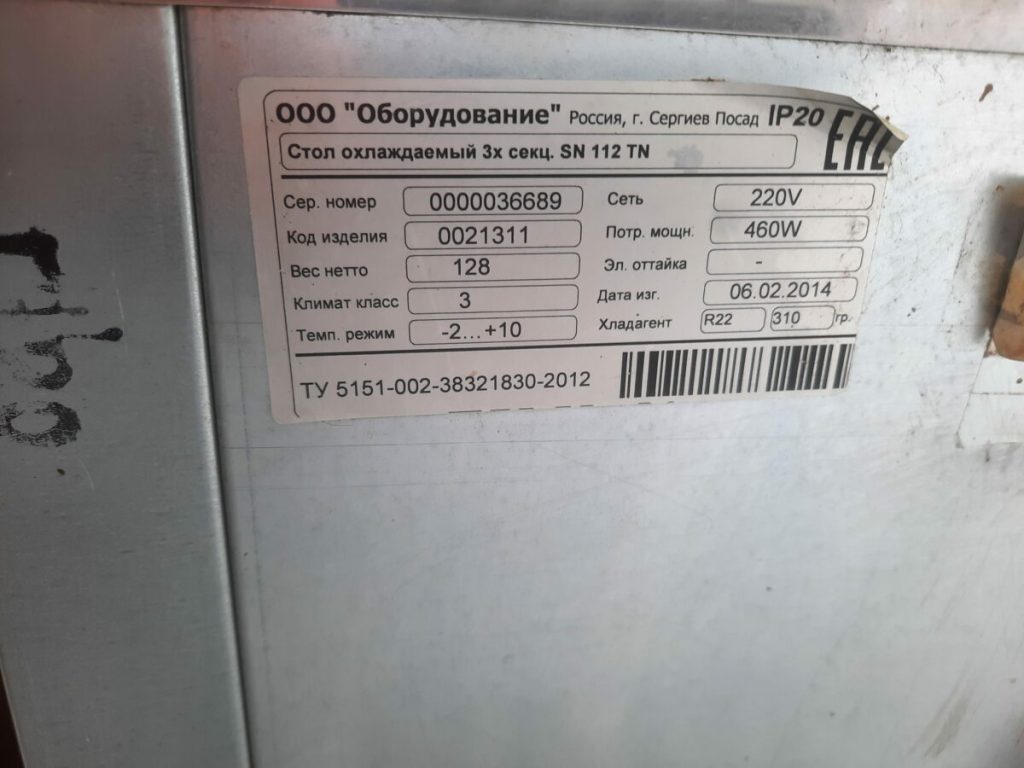 ООО "Оборудование" Россия, г. Сергиев Посад IP20 EAC
Стол охлаждаемый 3х секц. SN 112 TN
Сер. номер 0000036689 Сеть 220V
Код изделия 0021311 Потр. мощн. 460W
Вес нетто 128 Эл. оттайка -
Климат класс 3 Дата изг. 06.02.2014
Темп. режим -2...+10 Хладагент R22 310 гр.
ТУ 5151-002-38321830-2012